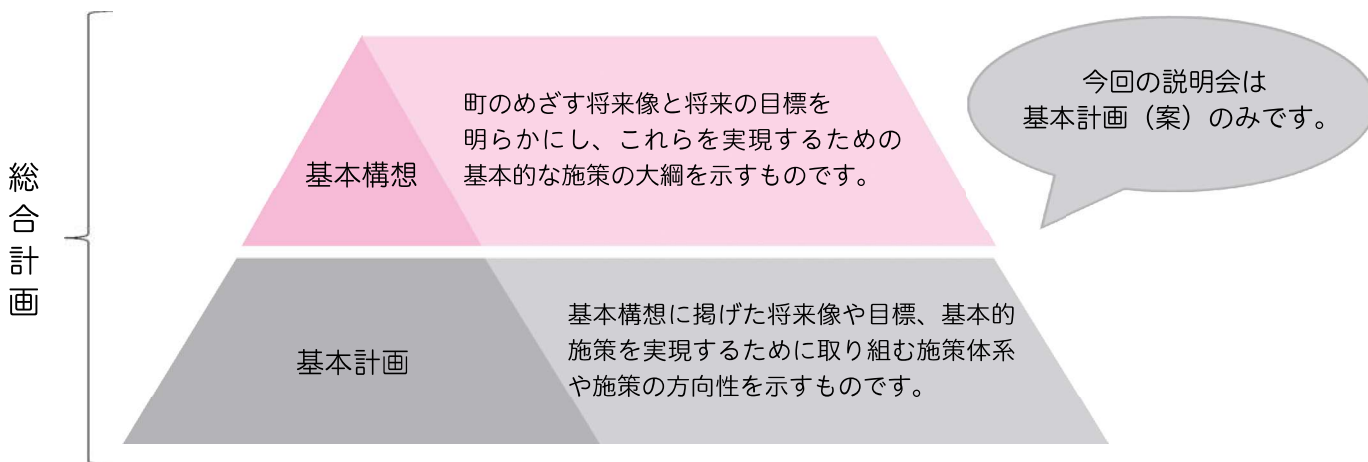 総合計画
基本構想
町のめざす将来像と将来の目標を
明らかにし、これらを実現するための
基本的な施策の大綱を示すものです。
今回の説明会は
基本計画（案）のみです。
基本計画
基本構想に掲げた将来像や目標、基本的
施策を実現するために取り組む施策体系
や施策の方向性を示すものです。